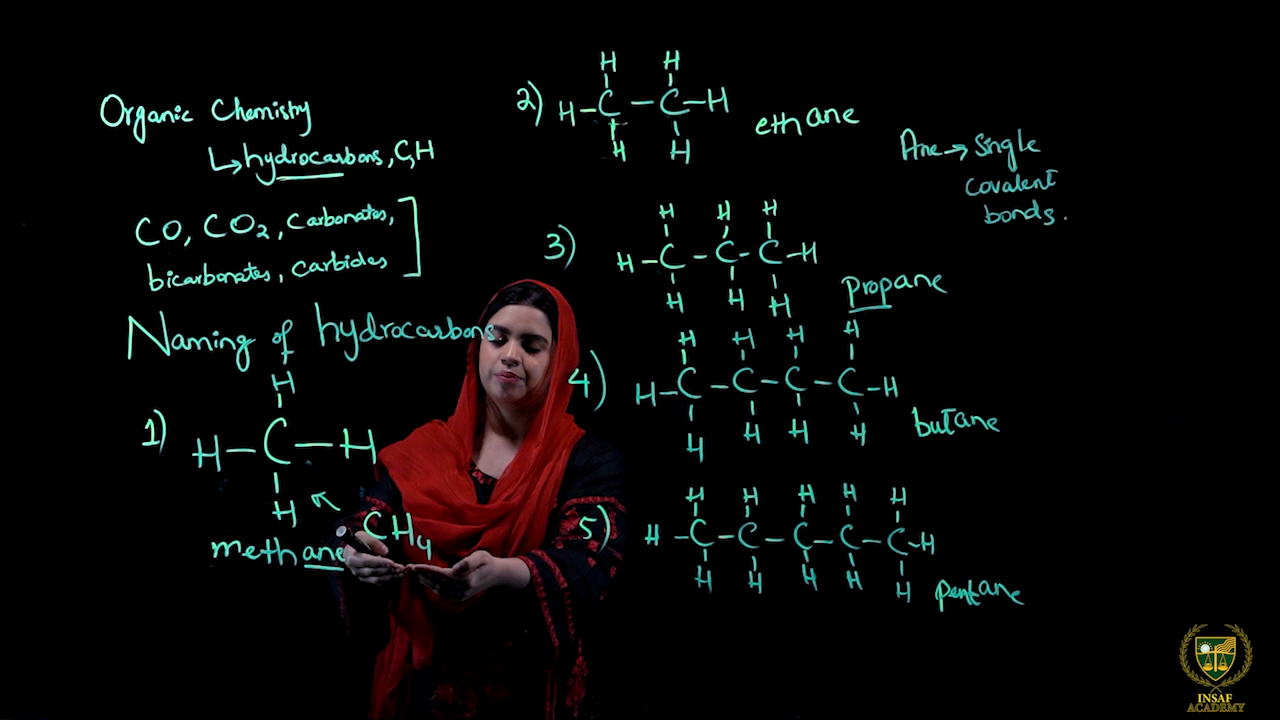 Organic Chemistry
↳ hydrocarbons, C,H
CO, CO₂, carbonates,
bicarbonates, carbides
Naming of hydrocarbons
1)
H
H – C – H
H
CH₄
methane
2)
H H
H – C – C – H
H H
ethane
Ane → Single
covalent
bonds.
3)
H H H
H – C – C – C – H
H H H
propane
4)
H H H H
H – C – C – C – C – H
H H H H
butane
5)
H H H H H
H – C – C – C – C – C – H
H H H H H
pentane
INSAF
ACADEMY